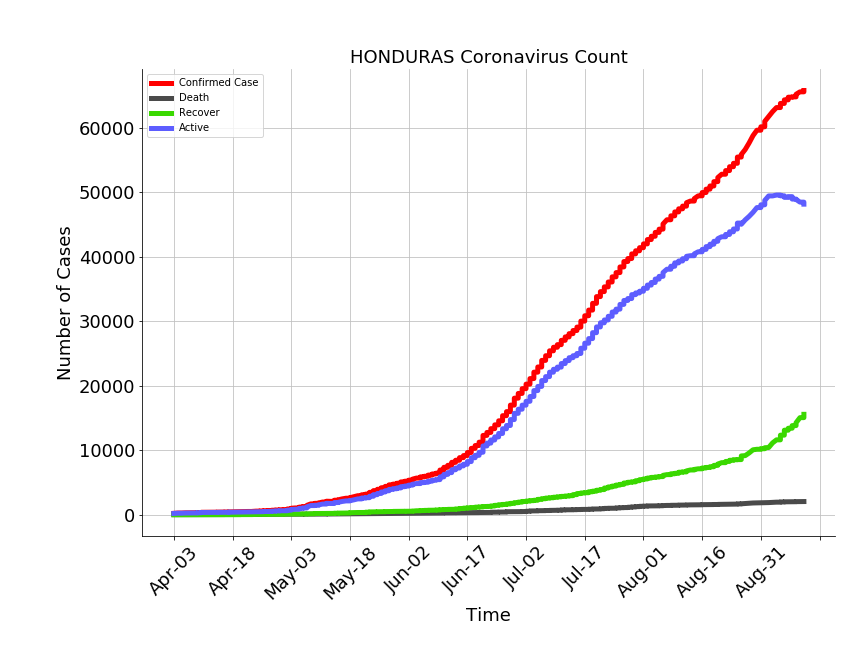 HONDURAS Coronavirus Count
Confirmed Case
Death
Recover
Active
Number of Cases
60000
50000
40000
30000
20000
10000
0
Apr-03
Apr-18
May-03
May-18
Jun-02
Jun-17
Jul-02
Jul-17
Aug-01
Aug-16
Aug-31
Time